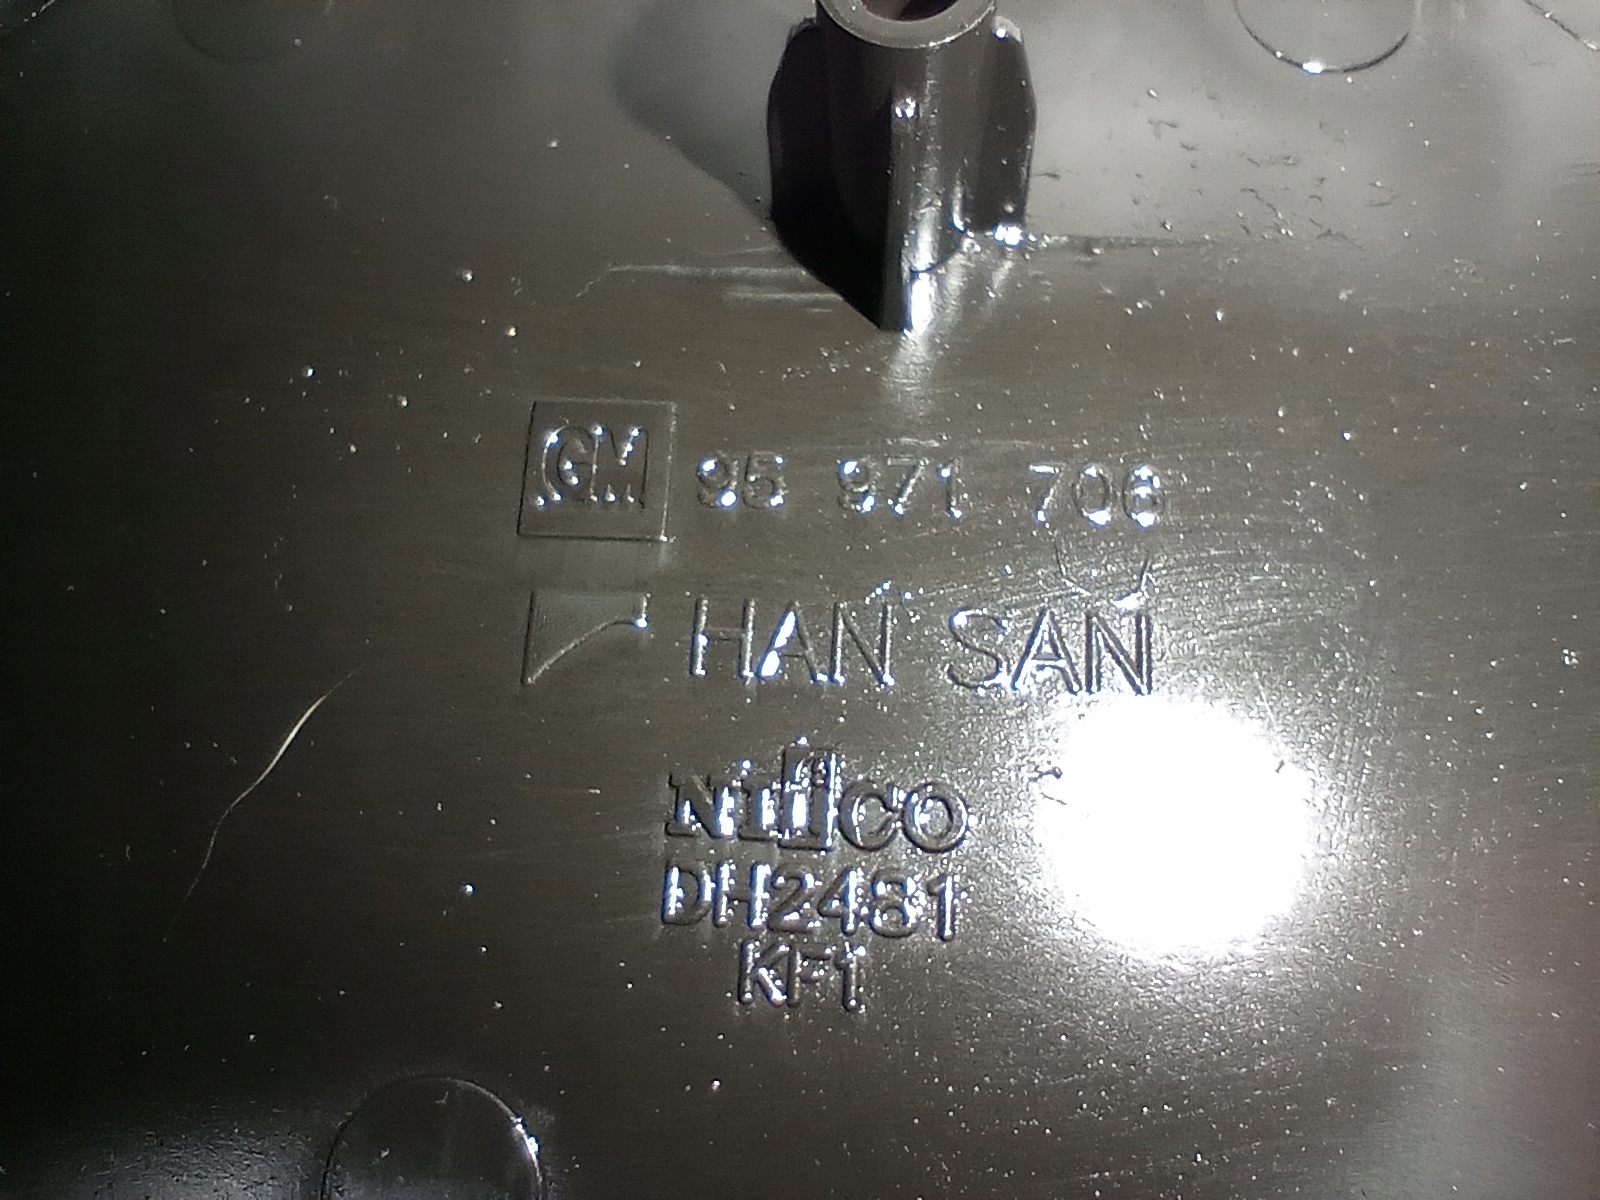 GM 95 971 706
HAN SAN
NIFCO
DH2481
KF1